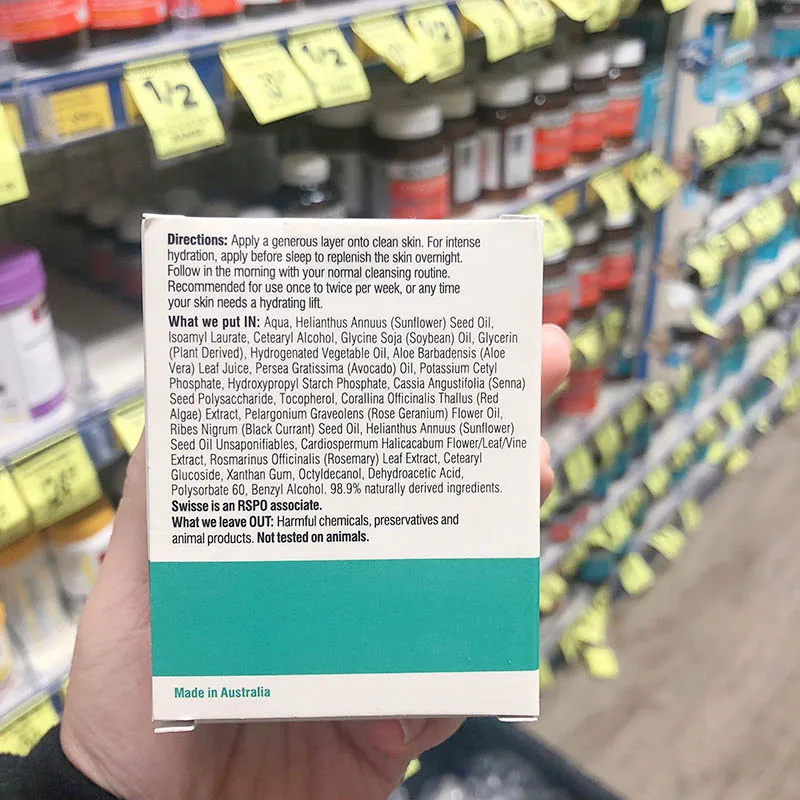 1/2
1/2
1/2
1/2
Directions: Apply a generous layer onto clean skin. For intense
hydration, apply before sleep to replenish the skin overnight.
Follow in the morning with your normal cleansing routine.
Recommended for use once to twice per week, or any time
your skin needs a hydrating lift.
What we put IN: Aqua, Helianthus Annuus (Sunflower) Seed Oil,
Isoamyl Laurate, Cetearyl Alcohol, Glycine Soja (Soybean) Oil, Glycerin
(Plant Derived), Hydrogenated Vegetable Oil, Aloe Barbadensis (Aloe
Vera) Leaf Juice, Persea Gratissima (Avocado) Oil, Potassium Cetyl
Phosphate, Hydroxypropyl Starch Phosphate, Cassia Angustifolia (Senna)
Seed Polysaccharide, Tocopherol, Corallina Officinalis Thallus (Red
Algae) Extract, Pelargonium Graveolens (Rose Geranium) Flower Oil,
Ribes Nigrum (Black Currant) Seed Oil, Helianthus Annuus (Sunflower)
Seed Oil Unsaponifiables, Cardiospermum Halicacabum Flower/Leaf/Vine
Extract, Rosmarinus Officinalis (Rosemary) Leaf Extract, Cetearyl
Glucoside, Xanthan Gum, Octyldecanol, Dehydroacetic Acid,
Polysorbate 60, Benzyl Alcohol. 98.9% naturally derived ingredients.
Swisse is an RSPO associate.
What we leave OUT: Harmful chemicals, preservatives and
animal products. Not tested on animals.
Made in Australia